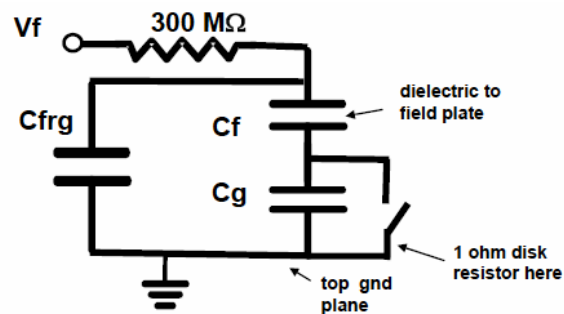 Vf
300 MΩ
dielectric to
field plate
Cfrg
Cf
Cg
1 ohm disk
resistor here
top gnd
plane